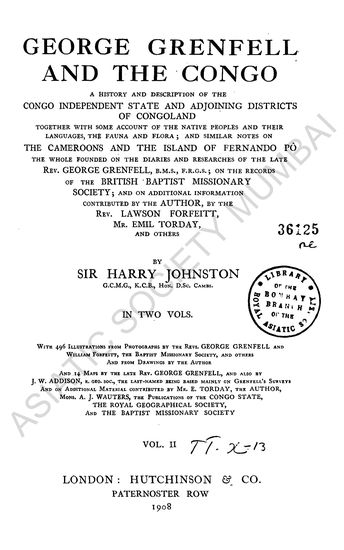 GEORGE GRENFELL
AND THE CONGO
A HISTORY AND DESCRIPTION OF THE
CONGO INDEPENDENT STATE AND ADJOINING DISTRICTS
OF CONGOLAND
TOGETHER WITH SOME ACCOUNT OF THE NATIVE PEOPLES AND THEIR
LANGUAGES, THE FAUNA AND FLORA; AND SIMILAR NOTES ON
THE CAMEROONS AND THE ISLAND OF FERNANDO PÔ
THE WHOLE FOUNDED ON THE DIARIES AND RESEARCHES OF THE LATE
REV. GEORGE GRENFELL, B.M.S., F.R.G.S.; ON THE RECORDS
OF THE BRITISH BAPTIST MISSIONARY
SOCIETY; AND ON ADDITIONAL INFORMATION
CONTRIBUTED BY THE AUTHOR, BY THE
REV. LAWSON FORFEITT,
MR. EMIL TORDAY,
AND OTHERS
36125
BY
SIR HARRY JOHNSTON
G.C.M.G., K.C.B., HON. D.SC. CAMBS.
LIBRARY
OF THE
BOMBAY
BRANCH
OF THE
ROYAL ASIATIC
IN TWO VOLS.
WITH 496 ILLUSTRATIONS FROM PHOTOGRAPHS BY THE REVS. GEORGE GRENFELL AND
WILLIAM FORFEITT, THE BAPTIST MISSIONARY SOCIETY, AND OTHERS
AND FROM DRAWINGS BY THE AUTHOR
AND 14 MAPS BY THE LATE REV. GEORGE GRENFELL, AND ALSO BY
J. W. ADDISON, R. GEO. SOC., THE LAST-NAMED BEING BASED MAINLY ON GRENFELL'S SURVEYS
AND ON ADDITIONAL MATERIAL CONTRIBUTED BY MR. E. TORDAY, THE AUTHOR,
MONS. A. J. WAUTERS, THE PUBLICATIONS OF THE CONGO STATE,
THE ROYAL GEOGRAPHICAL SOCIETY,
AND THE BAPTIST MISSIONARY SOCIETY
VOL. II
LONDON: HUTCHINSON & CO.
PATERNOSTER ROW
1908
ASIATIC SOCIETY MUMBAI